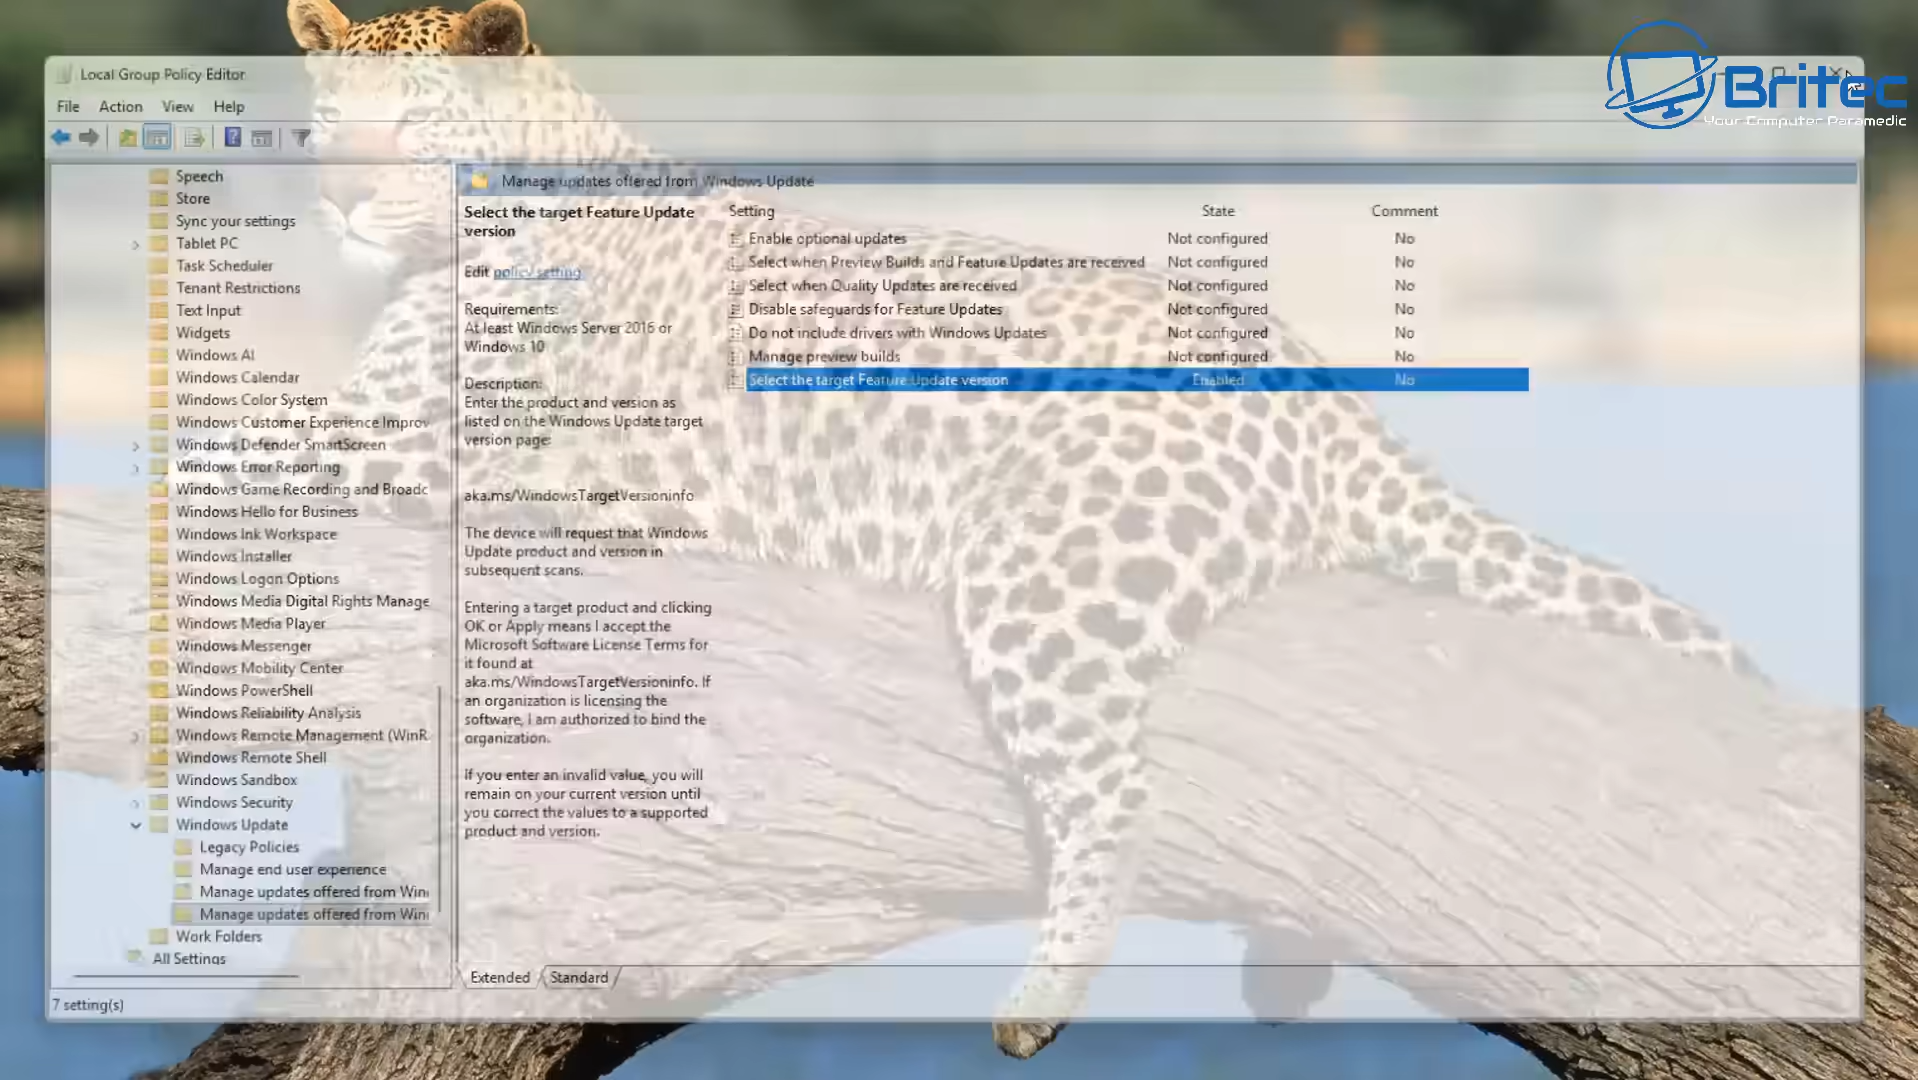 Britec
Your Computer Paramedic
Local Group Policy Editor
File Action View Help
Speech
Store
Sync your settings
Tablet PC
Task Scheduler
Tenant Restrictions
Text Input
Widgets
Windows AI
Windows Calendar
Windows Color System
Windows Customer Experience Improv
Windows Defender SmartScreen
Windows Error Reporting
Windows Game Recording and Broadc
Windows Hello for Business
Windows Ink Workspace
Windows Installer
Windows Logon Options
Windows Media Digital Rights Manage
Windows Media Player
Windows Messenger
Windows Mobility Center
Windows PowerShell
Windows Reliability Analysis
Windows Remote Management (WinR
Windows Remote Shell
Windows Sandbox
Windows Security
Windows Update
Legacy Policies
Manage end user experience
Manage updates offered from Win
Manage updates offered from Win
Work Folders
All Settings
Manage updates offered from Windows Update
Select the target Feature Update
version
Edit policy setting
Requirements:
At least Windows Server 2016 or
Windows 10
Description:
Enter the product and version as
listed on the Windows Update target
version page:
aka.ms/WindowsTargetVersioninfo
The device will request that Windows
Update product and version in
subsequent scans.
Entering a target product and clicking
OK or Apply means I accept the
Microsoft Software License Terms for
it found at
aka.ms/WindowsTargetVersioninfo. If
an organization is licensing the
software, I am authorized to bind the
organization.
If you enter an invalid value, you will
remain on your current version until
you correct the values to a supported
product and version.
Setting State Comment
Enable optional updates Not configured No
Select when Preview Builds and Feature Updates are received Not configured No
Select when Quality Updates are received Not configured No
Disable safeguards for Feature Updates Not configured No
Do not include drivers with Windows Updates Not configured No
Manage preview builds Not configured No
Select the target Feature Update version Enabled No
Extended Standard
7 setting(s)